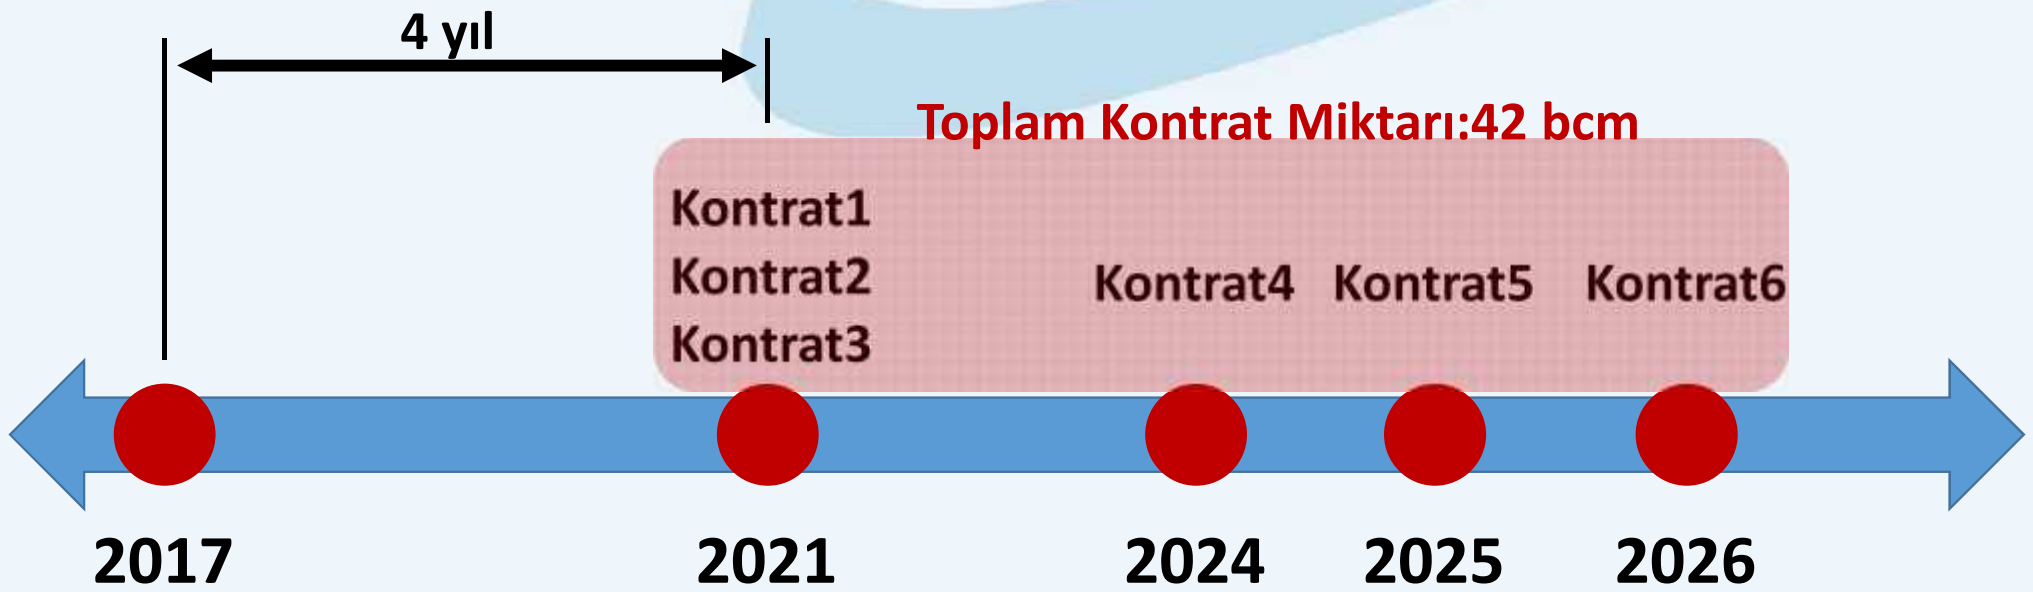 4 yıl
Toplam Kontrat Miktarı:42 bcm
Kontrat1
Kontrat2
Kontrat3
Kontrat4
Kontrat5
Kontrat6
2017
2021
2024
2025
2026